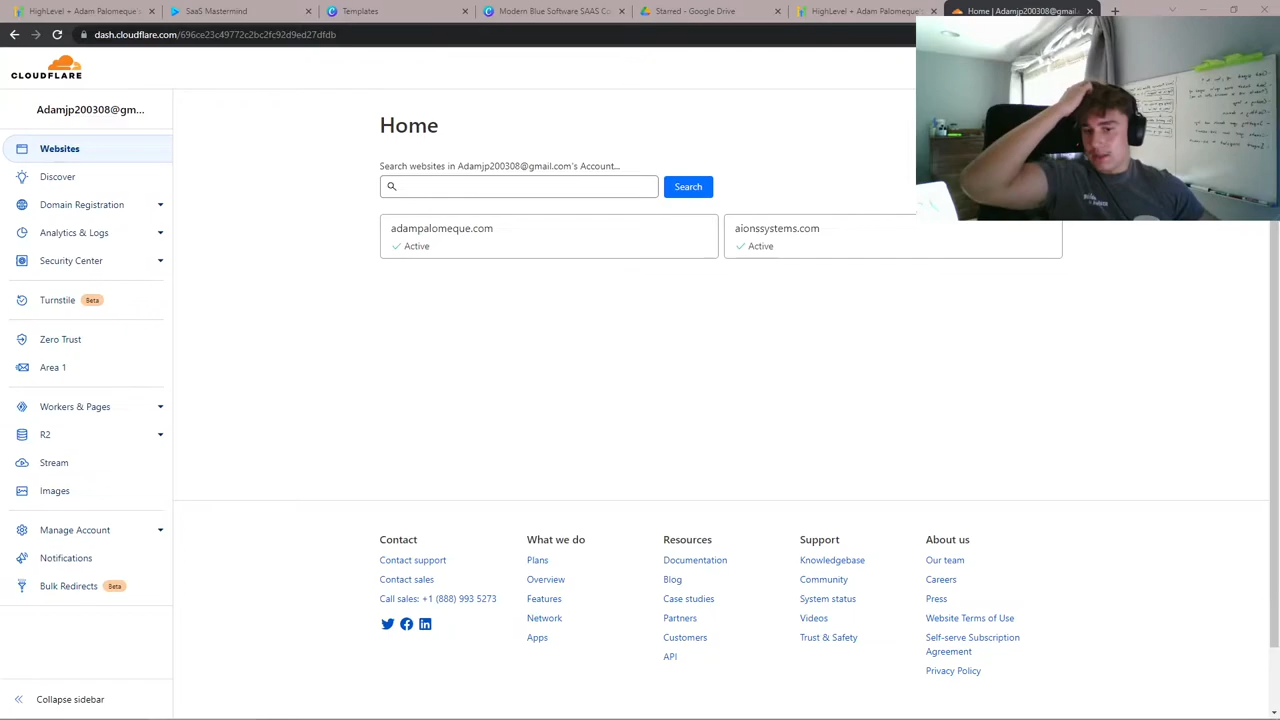 HighLevel + Adam Palomeque's
SaaS Mastermind
Templates
Modern Blue Software SAAS Co
Starred - Google Drive
HighLevel + Adam Palomeque's
Home | Adamjp200308@gmail.
dash.cloudflare.com/696ce23c49772c2bc2fc92d9ed27dfdb
CLOUDFLARE
Adamjp200308@gm...
Websites
Discover
Domain Registration
Analytics & Logs
Security Center
Turnstile Beta
Zero Trust
Area 1
Workers & Pages
R2
Stream
Images
Manage Account
Notifications
Bulk Redirects Beta
Collapse sidebar
Home
Search websites in Adamjp200308@gmail.com's Account...
Search
adampalomeque.com
Active
aionssystems.com
Active
Contact
Contact support
Contact sales
Call sales: +1 (888) 993 5273
What we do
Plans
Overview
Features
Network
Apps
Resources
Documentation
Blog
Case studies
Partners
Customers
API
Support
Knowledgebase
Community
System status
Videos
Trust & Safety
About us
Our team
Careers
Press
Website Terms of Use
Self-serve Subscription
Agreement
Privacy Policy